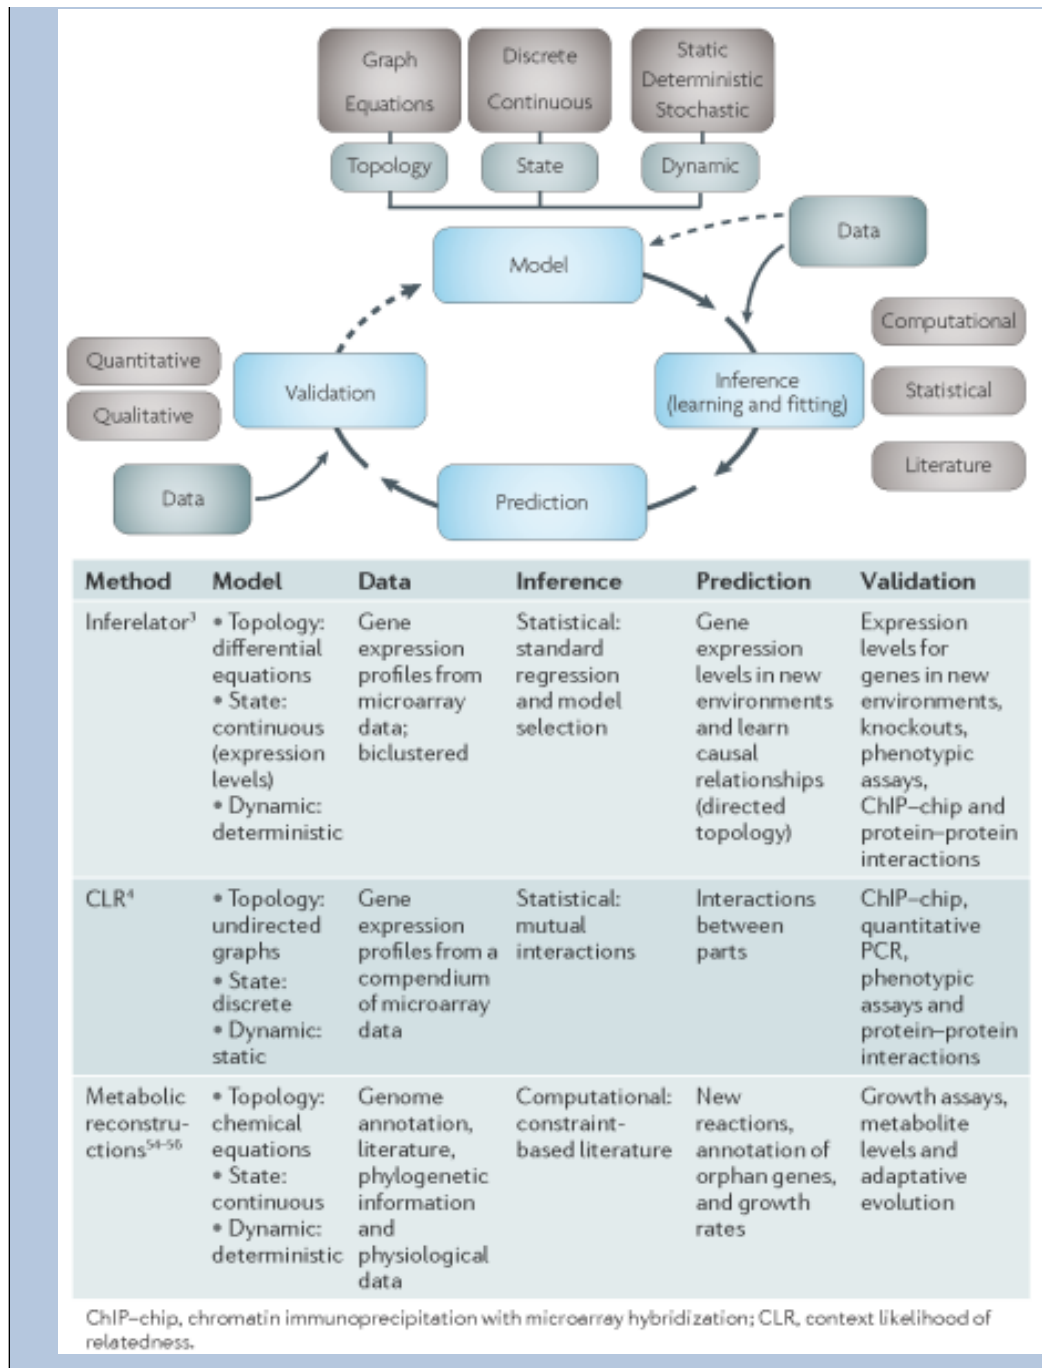 Graph
Equations
Discrete
Continuous
Static
Deterministic
Stochastic
Topology
State
Dynamic
Data
Model
Computational
Quantitative
Qualitative
Validation
Inference
(learning and fitting)
Statistical
Literature
Data
Prediction
Method
Model
Data
Inference
Prediction
Validation
Inferelator³
• Topology:
differential
equations
• State:
continuous
(expression
levels)
• Dynamic:
deterministic
Gene
expression
profiles from
microarray
data;
biclustered
Statistical:
standard
regression
and model
selection
Gene
expression
levels in new
environments
and learn
causal
relationships
(directed
topology)
Expression
levels for
genes in new
environments,
knockouts,
phenotypic
assays,
ChIP–chip and
protein–protein
interactions
CLR⁴
• Topology:
undirected
graphs
• State:
discrete
• Dynamic:
static
Gene
expression
profiles from a
compendium
of microarray
data
Statistical:
mutual
interactions
Interactions
between
parts
ChIP–chip,
quantitative
PCR,
phenotypic
assays and
protein–protein
interactions
Metabolic
reconstru-
ctions⁵⁴⁻⁵⁶
• Topology:
chemical
equations
• State:
continuous
• Dynamic:
deterministic
Genome
annotation,
literature,
phylogenetic
information
and
physiological
data
Computational:
constraint-
based literature
New
reactions,
annotation of
orphan genes,
and growth
rates
Growth assays,
metabolite
levels and
adaptative
evolution
ChIP–chip, chromatin immunoprecipitation with microarray hybridization; CLR, context likelihood of
relatedness.